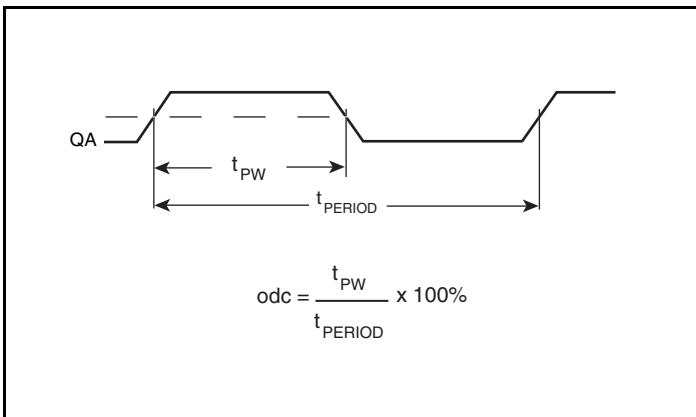 QA
tPW
tPERIOD
odc = tPW / tPERIOD x 100%